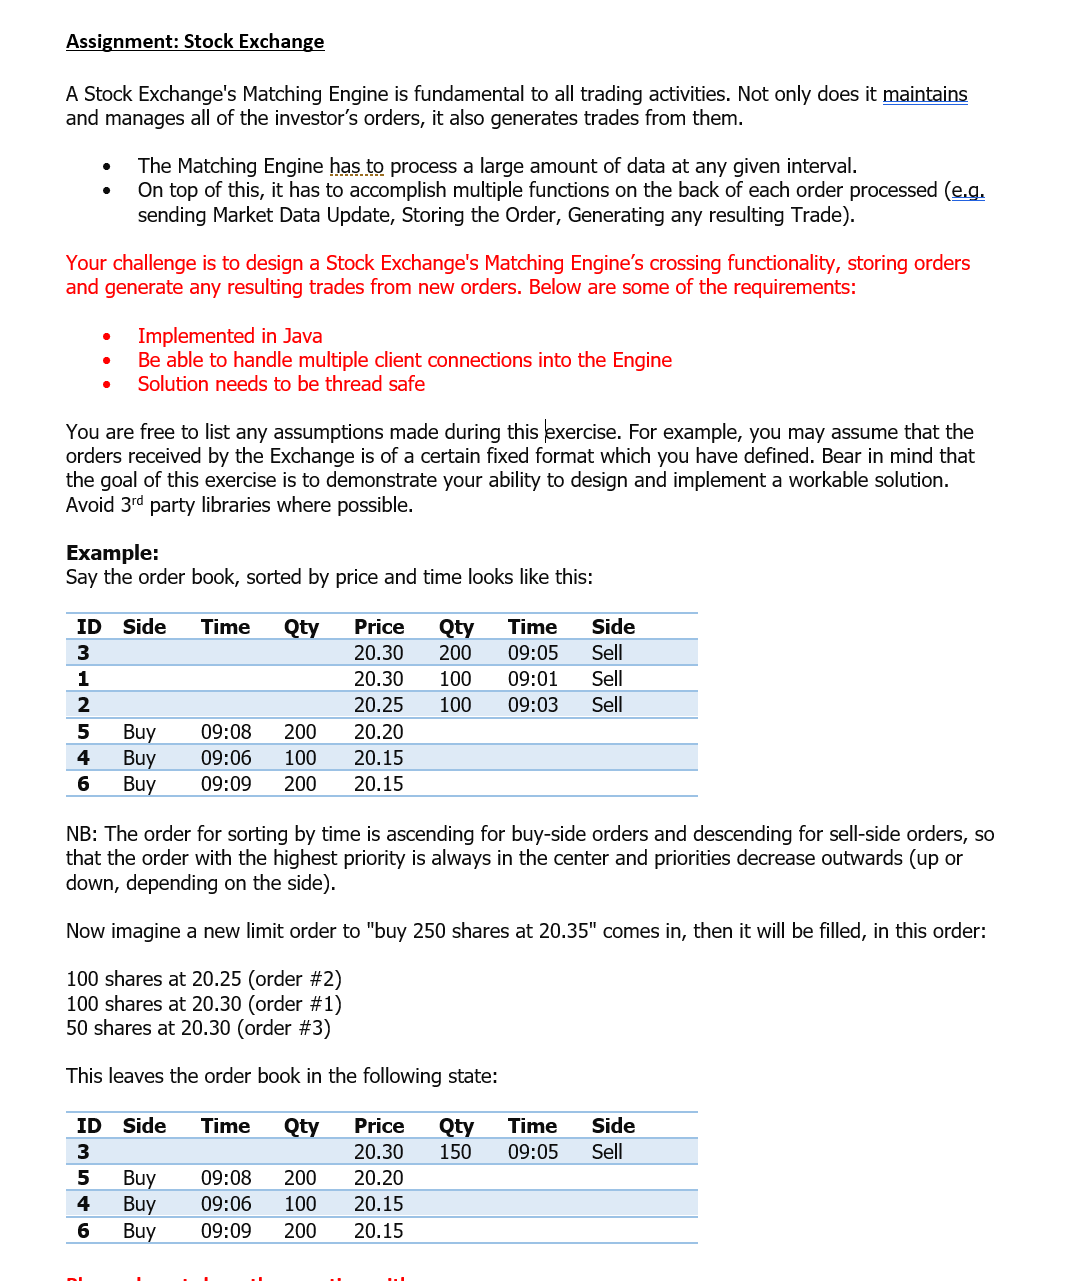 Assignment: Stock Exchange
A Stock Exchange's Matching Engine is fundamental to all trading activities. Not only does it maintains
and manages all of the investor’s orders, it also generates trades from them.
• The Matching Engine has to process a large amount of data at any given interval.
• On top of this, it has to accomplish multiple functions on the back of each order processed (e.g.
sending Market Data Update, Storing the Order, Generating any resulting Trade).
Your challenge is to design a Stock Exchange's Matching Engine’s crossing functionality, storing orders
and generate any resulting trades from new orders. Below are some of the requirements:
• Implemented in Java
• Be able to handle multiple client connections into the Engine
• Solution needs to be thread safe
You are free to list any assumptions made during this exercise. For example, you may assume that the
orders received by the Exchange is of a certain fixed format which you have defined. Bear in mind that
the goal of this exercise is to demonstrate your ability to design and implement a workable solution.
Avoid 3rd party libraries where possible.
Example:
Say the order book, sorted by price and time looks like this:
ID Side Time Qty Price Qty Time Side
3 20.30 200 09:05 Sell
1 20.30 100 09:01 Sell
2 20.25 100 09:03 Sell
5 Buy 09:08 200 20.20
4 Buy 09:06 100 20.15
6 Buy 09:09 200 20.15
NB: The order for sorting by time is ascending for buy-side orders and descending for sell-side orders, so
that the order with the highest priority is always in the center and priorities decrease outwards (up or
down, depending on the side).
Now imagine a new limit order to "buy 250 shares at 20.35" comes in, then it will be filled, in this order:
100 shares at 20.25 (order #2)
100 shares at 20.30 (order #1)
50 shares at 20.30 (order #3)
This leaves the order book in the following state:
ID Side Time Qty Price Qty Time Side
3 20.30 150 09:05 Sell
5 Buy 09:08 200 20.20
4 Buy 09:06 100 20.15
6 Buy 09:09 200 20.15